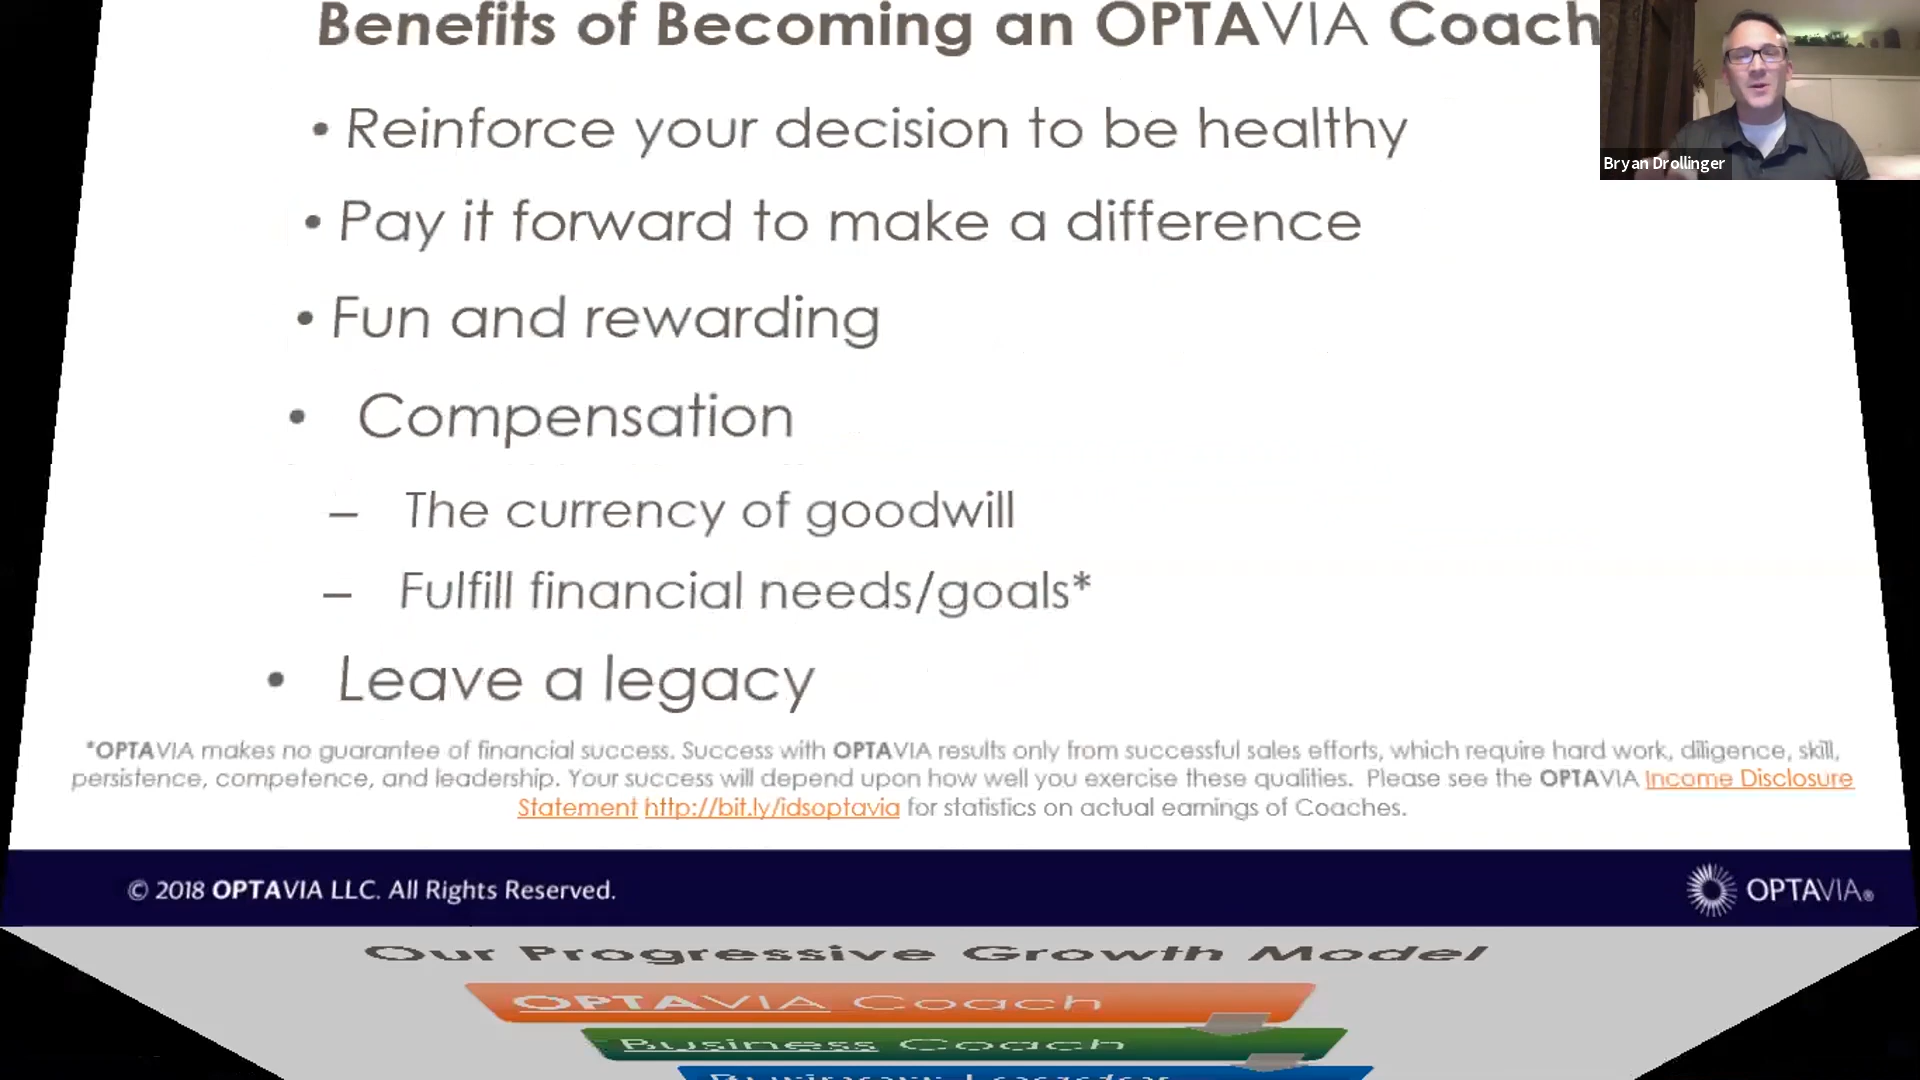 Benefits of Becoming an OPTAVIA Coach
Bryan Drollinger
• Reinforce your decision to be healthy
• Pay it forward to make a difference
• Fun and rewarding
• Compensation
– The currency of goodwill
– Fulfill financial needs/goals*
• Leave a legacy
*OPTAVIA makes no guarantee of financial success. Success with OPTAVIA results only from successful sales efforts, which require hard work, diligence, skill,
persistence, competence, and leadership. Your success will depend upon how well you exercise these qualities. Please see the OPTAVIA Income Disclosure
Statement http://bit.ly/idsoptavia for statistics on actual earnings of Coaches.
© 2018 OPTAVIA LLC. All Rights Reserved.
OPTAVIA®
Our Progressive Growth Model
OPTAVIA Coach
Business Coach